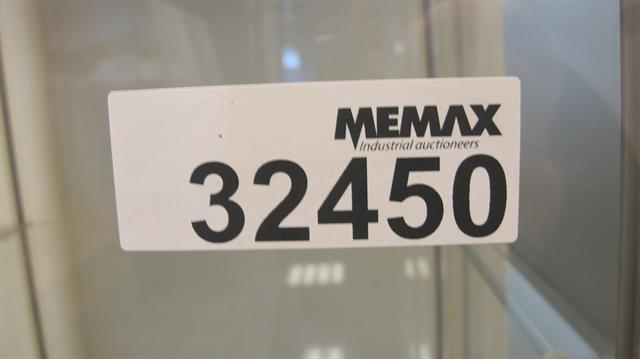 MEMAX
Industrial auctioneers
32450